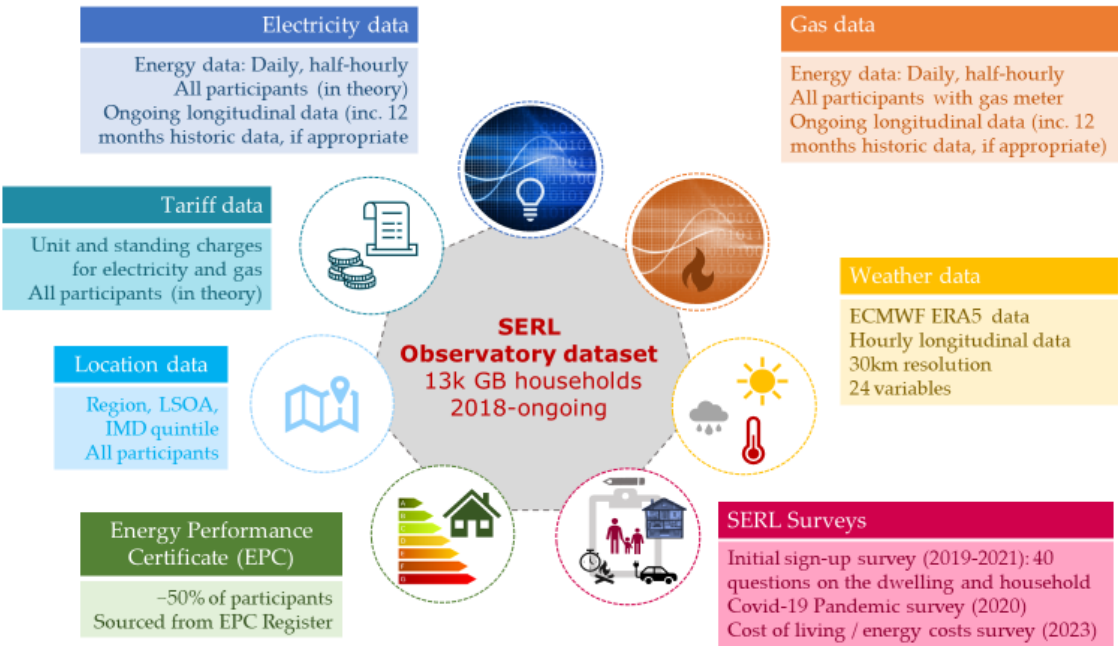 Electricity data
Energy data: Daily, half-hourly
All participants (in theory)
Ongoing longitudinal data (inc. 12
months historic data, if appropriate
Gas data
Energy data: Daily, half-hourly
All participants with gas meter
Ongoing longitudinal data (inc. 12
months historic data, if appropriate)
Tariff data
Unit and standing charges
for electricity and gas
All participants (in theory)
Weather data
ECMWF ERA5 data
Hourly longitudinal data
30km resolution
24 variables
SERL
Observatory dataset
13k GB households
2018-ongoing
Location data
Region, LSOA,
IMD quintile
All participants
Energy Performance
Certificate (EPC)
~50% of participants
Sourced from EPC Register
SERL Surveys
Initial sign-up survey (2019-2021): 40
questions on the dwelling and household
Covid-19 Pandemic survey (2020)
Cost of living / energy costs survey (2023)